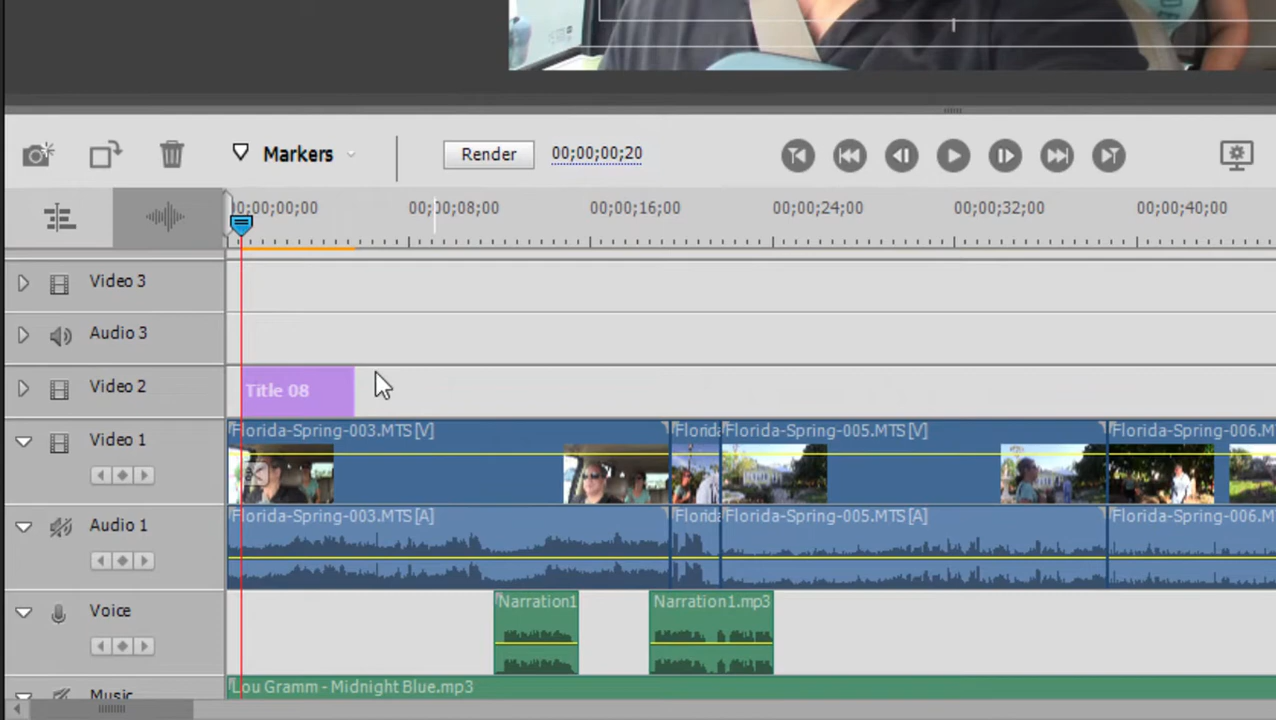 Markers
Render
00;00;00;20
00;00;00;00 00;00;08;00 00;00;16;00 00;00;24;00 00;00;32;00 00;00;40;00
Video 3
Audio 3
Video 2
Title 08
Video 1
Florida-Spring-003.MTS[V] Florida Florida-Spring-005.MTS[V] Florida-Spring-006.M
Audio 1
Florida-Spring-003.MTS[A] Florida Florida-Spring-005.MTS[A] Florida-Spring-006.M
Voice
Narration1 Narration1.mp3
Music
Lou Gramm - Midnight Blue.mp3